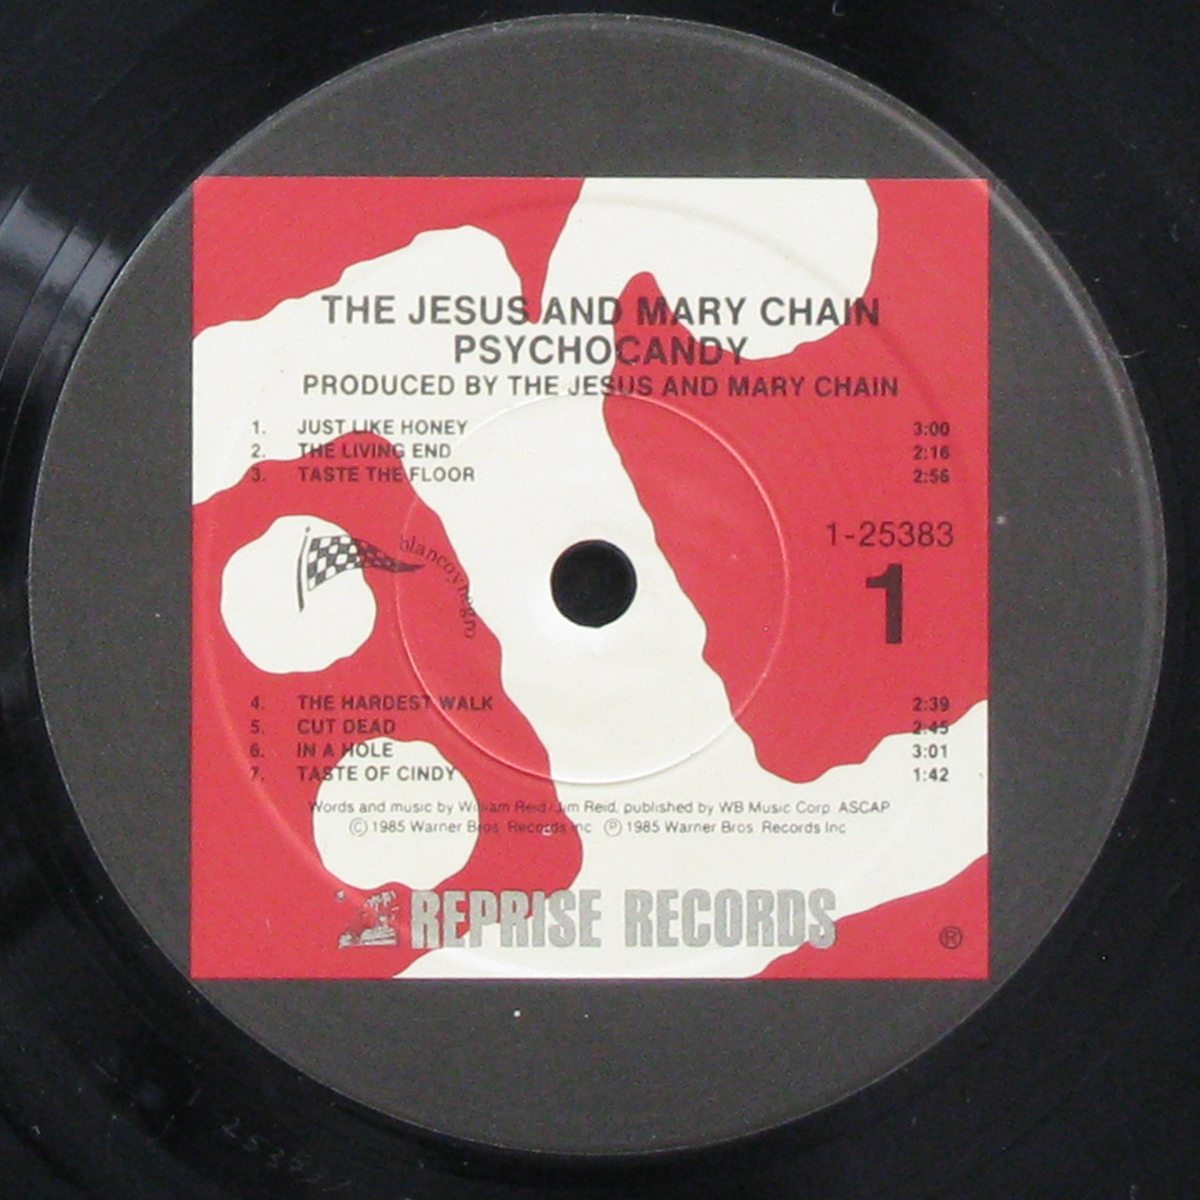 THE JESUS AND MARY CHAIN
PSYCHOCANDY
PRODUCED BY THE JESUS AND MARY CHAIN
1. JUST LIKE HONEY 3:00
2. THE LIVING END 2:16
3. TASTE THE FLOOR 2:56
blancoynegro
1-25383
1
4. THE HARDEST WALK 2:39
5. CUT DEAD 2:45
6. IN A HOLE 3:01
7. TASTE OF CINDY 1:42
Words and music by William Reid/Jim Reid, published by WB Music Corp. ASCAP
Ⓒ 1985 Warner Bros. Records Inc Ⓟ 1985 Warner Bros. Records Inc
REPRISE RECORDS
®